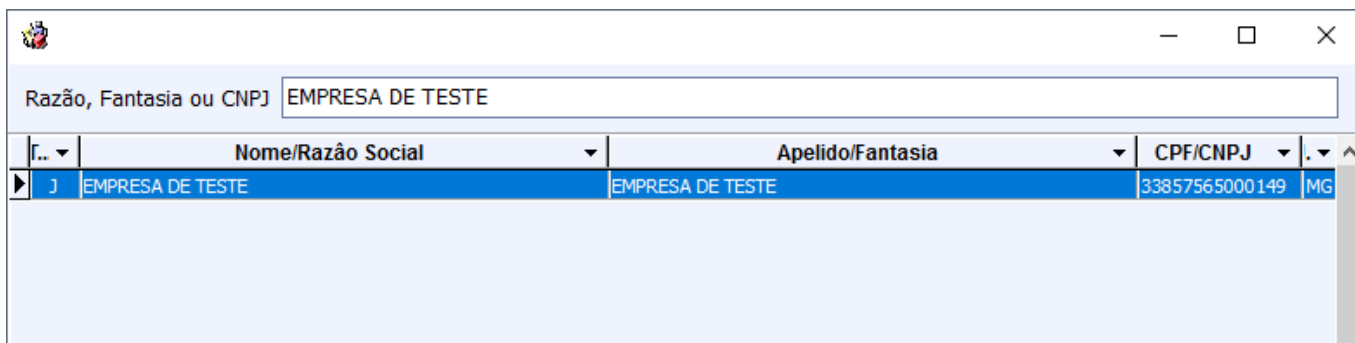 Razão, Fantasia ou CNPJ EMPRESA DE TESTE
T.. Nome/Razâo Social Apelido/Fantasia CPF/CNPJ
J EMPRESA DE TESTE EMPRESA DE TESTE 33857565000149 MG